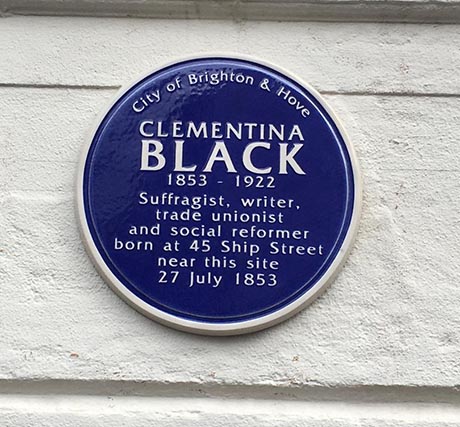 City of Brighton & Hove
CLEMENTINA
BLACK
1853 - 1922
Suffragist, writer,
trade unionist
and social reformer
born at 45 Ship Street
near this site
27 July 1853